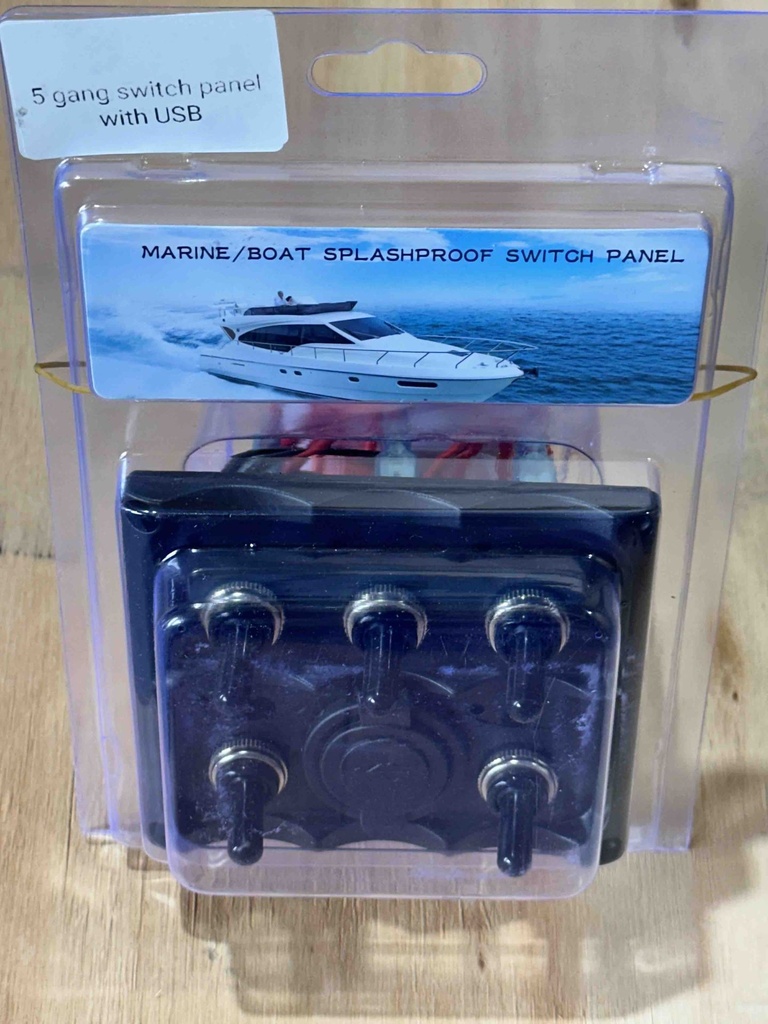 5 gang switch panel
with USB
MARINE/BOAT SPLASHPROOF SWITCH PANEL